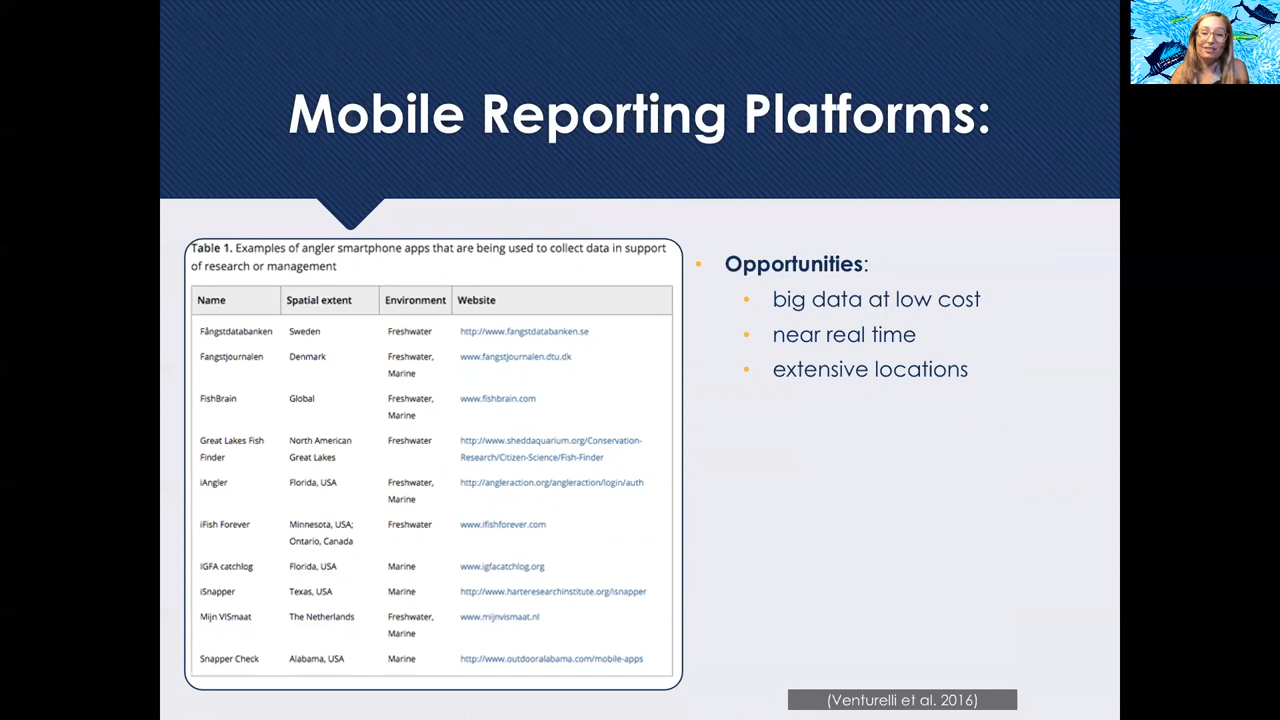 Mobile Reporting Platforms:
Table 1. Examples of angler smartphone apps that are being used to collect data in support
of research or management
Name Spatial extent Environment Website
Fångstdatabanken Sweden Freshwater http://www.fangstdatabanken.se
Fangstjournalen Denmark Freshwater, www.fangstjournalen.dtu.dk
Marine
FishBrain Global Freshwater, www.fishbrain.com
Marine
Great Lakes Fish North American Freshwater http://www.sheddaquarium.org/Conservation-
Finder Great Lakes Research/Citizen-Science/Fish-Finder
iAngler Florida, USA Freshwater, http://angleraction.org/angleraction/login/auth
Marine
iFish Forever Minnesota, USA; Freshwater www.ifishforever.com
Ontario, Canada
IGFA catchlog Florida, USA Marine www.igfacatchlog.org
iSnapper Texas, USA Marine http://www.harteresearchinstitute.org/isnapper
Mijn VISmaat The Netherlands Freshwater, www.mijnvismaat.nl
Marine
Snapper Check Alabama, USA Marine http://www.outdooralabama.com/mobile-apps
• Opportunities:
• big data at low cost
• near real time
• extensive locations
(Venturelli et al. 2016)